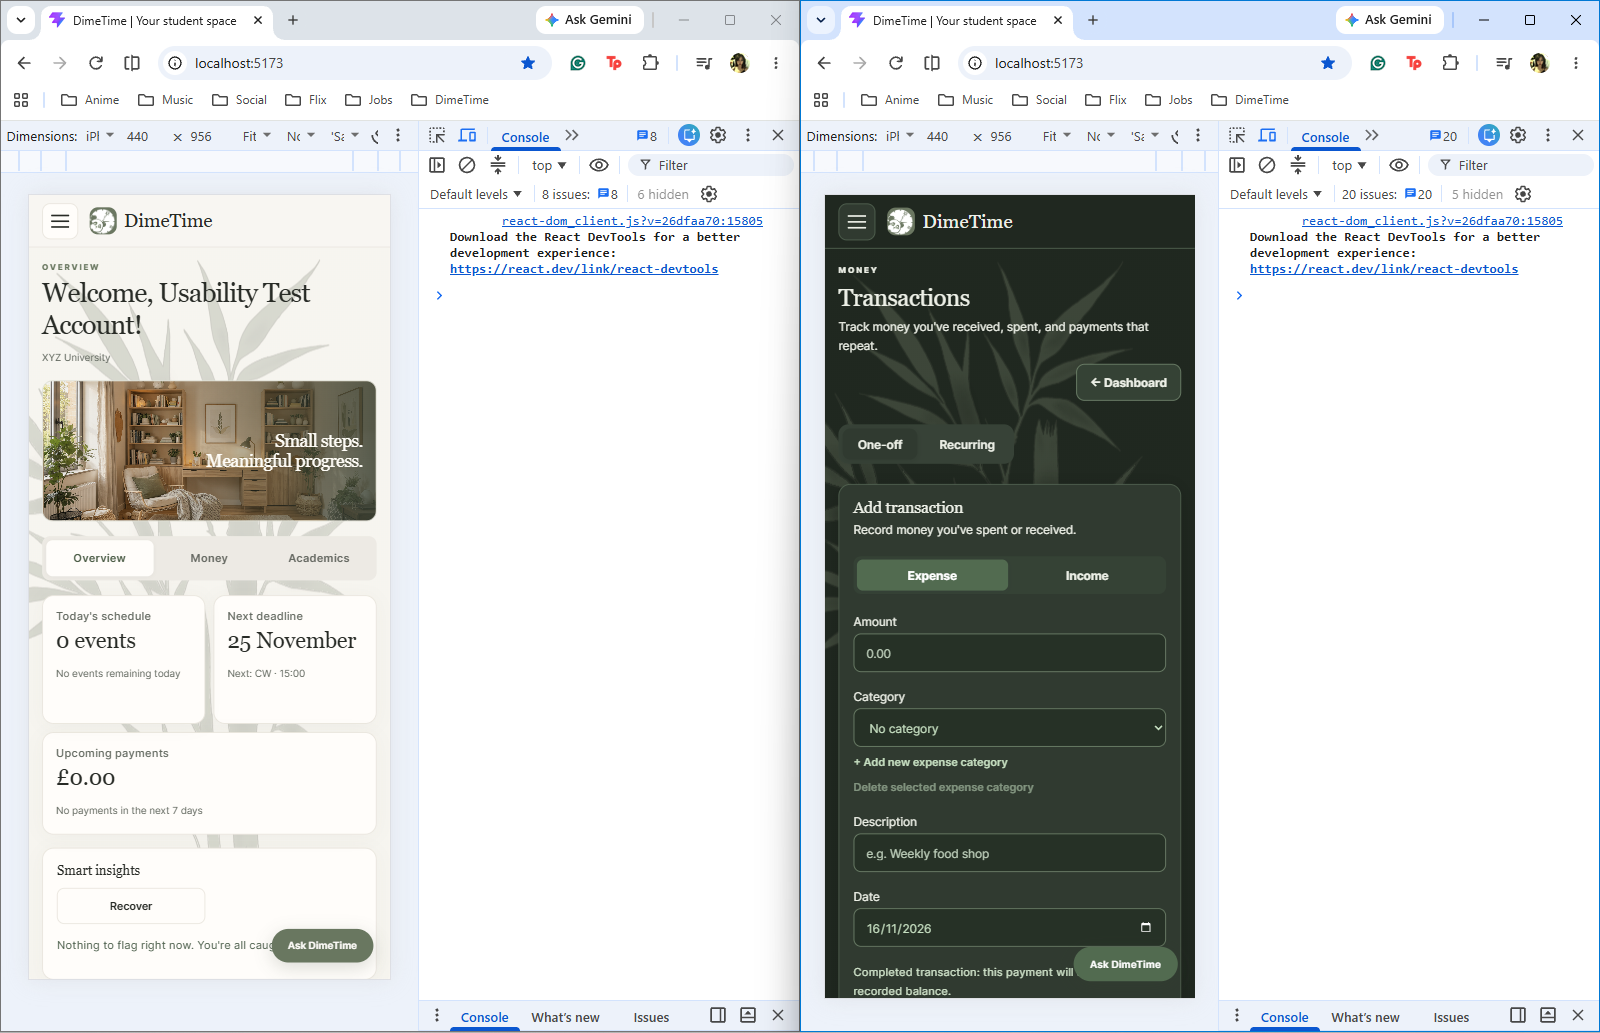 DimeTime | Your student space
Ask Gemini
localhost:5173
Anime
Music
Social
Flix
Jobs
DimeTime
Dimensions: iPl
440
×
956
Fit
Nc
'Sa
Console
8
top
Filter
Default levels
8 issues:
8
6 hidden
react-dom_client.js?v=26dfaa70:15805
Download the React DevTools for a better
development experience:
https://react.dev/link/react-devtools
DimeTime
OVERVIEW
Welcome, Usability Test
Account!
XYZ University
Small steps.
Meaningful progress.
Overview
Money
Academics
Today's schedule
0 events
No events remaining today
Next deadline
25 November
Next: CW · 15:00
Upcoming payments
£0.00
No payments in the next 7 days
Smart insights
Recover
Nothing to flag right now. You're all caug
Ask DimeTime
Console
What's new
Issues
DimeTime | Your student space
Ask Gemini
localhost:5173
Anime
Music
Social
Flix
Jobs
DimeTime
Dimensions: iPl
440
×
956
Fit
Nc
'Sa
Console
20
top
Filter
Default levels
20 issues:
20
5 hidden
react-dom_client.js?v=26dfaa70:15805
Download the React DevTools for a better
development experience:
https://react.dev/link/react-devtools
DimeTime
MONEY
Transactions
Track money you've received, spent, and payments that
repeat.
← Dashboard
One-off
Recurring
Add transaction
Record money you've spent or received.
Expense
Income
Amount
0.00
Category
No category
+ Add new expense category
Delete selected expense category
Description
e.g. Weekly food shop
Date
16/11/2026
Completed transaction: this payment will
recorded balance.
Ask DimeTime
Console
What's new
Issues